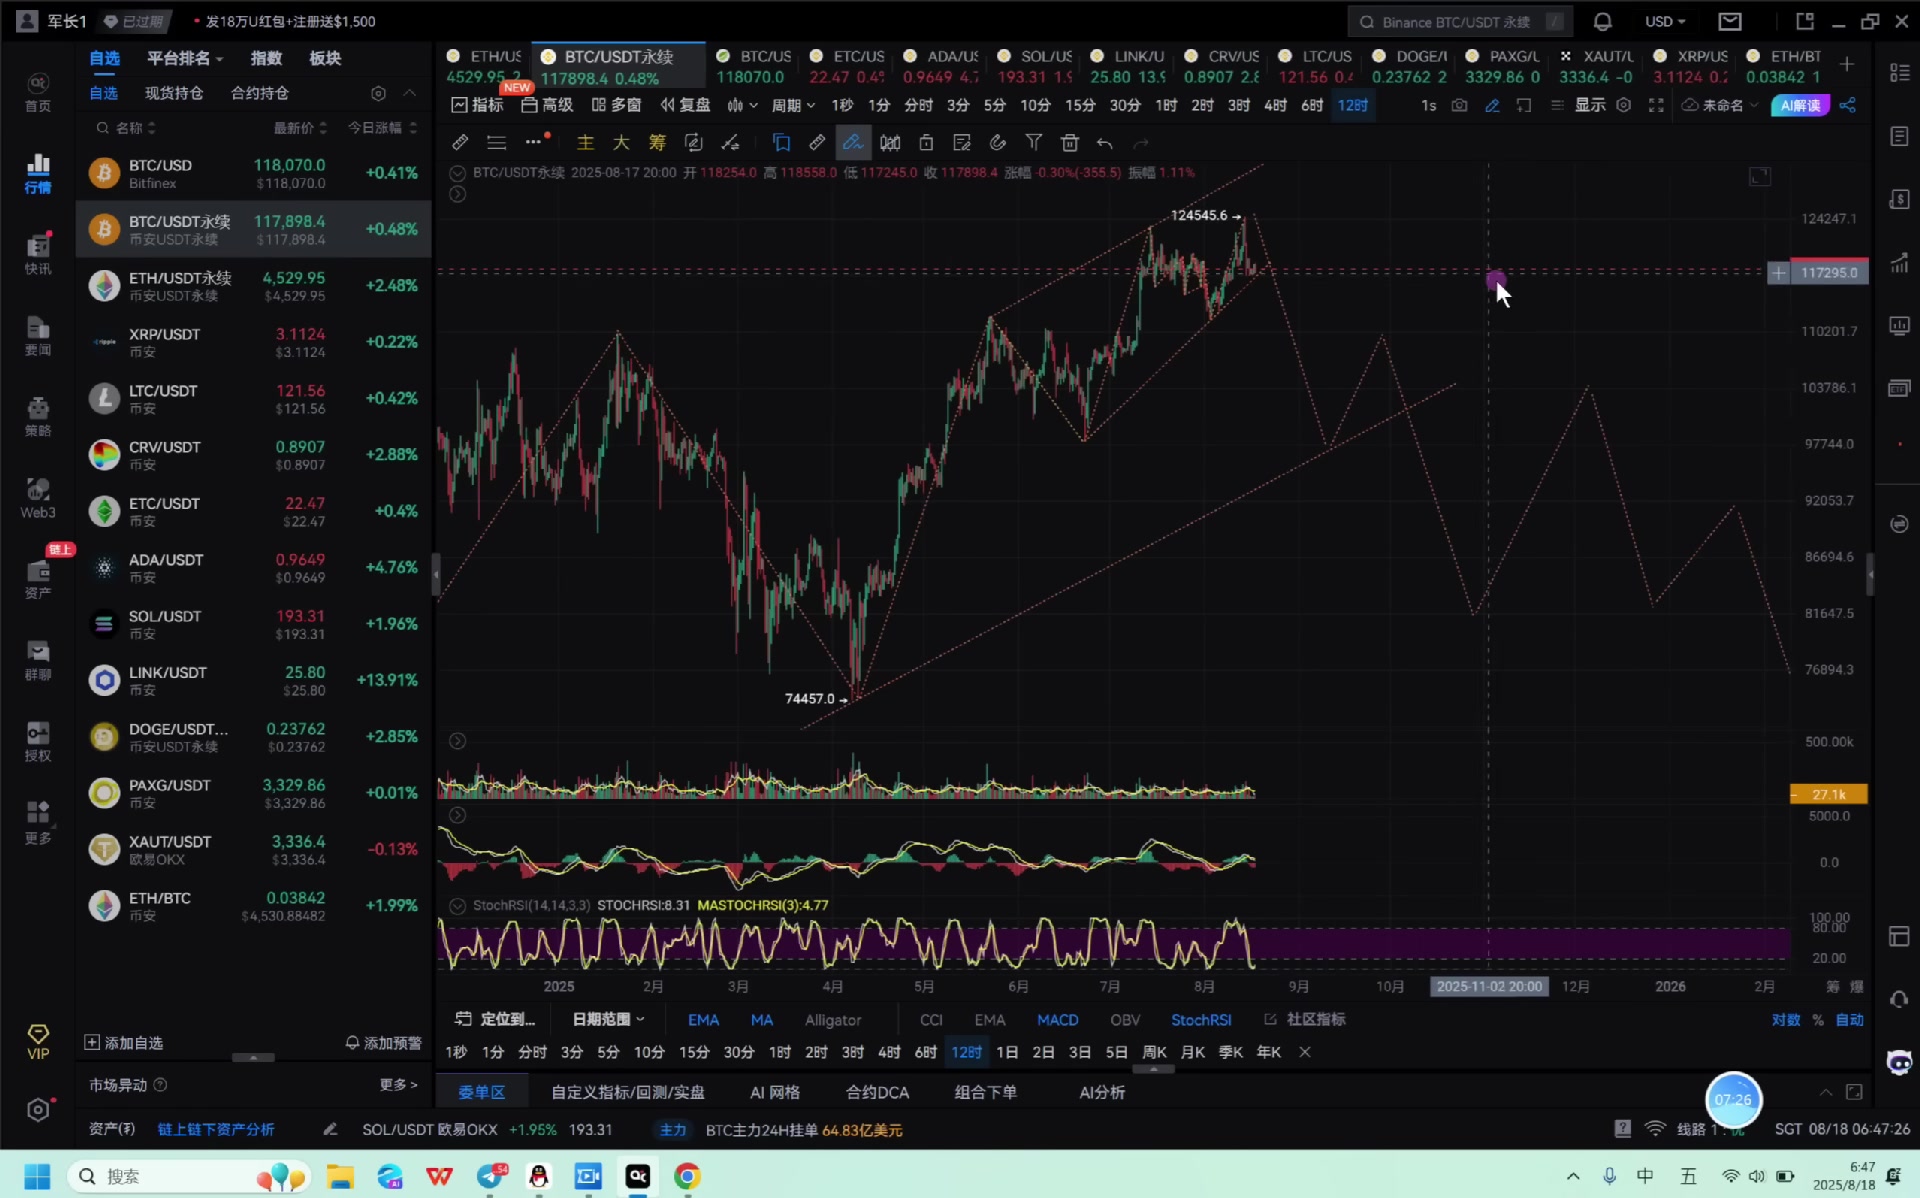 军长1 已过期 • 发18万U红包+注册送$1,500 Binance BTC/USDT 永续 / USD
自选 平台排名 指数 板块
自选 现货持仓 合约持仓
名称 最新价 今日涨幅
BTC/USD 118,070.0 +0.41%
Bitfinex $118,070.0
BTC/USDT永续 117,898.4 +0.48%
币安USDT永续 $117,898.4
ETH/USDT永续 4,529.95 +2.48%
币安USDT永续 $4,529.95
XRP/USDT 3.1124 +0.22%
币安 $3.1124
LTC/USDT 121.56 +0.42%
币安 $121.56
CRV/USDT 0.8907 +2.88%
币安 $0.8907
ETC/USDT 22.47 +0.4%
币安 $22.47
ADA/USDT 0.9649 +4.76%
币安 $0.9649
SOL/USDT 193.31 +1.96%
币安 $193.31
LINK/USDT 25.80 +13.91%
币安 $25.80
DOGE/USDT... 0.23762 +2.85%
币安USDT永续 $0.23762
PAXG/USDT 3,329.86 +0.01%
币安 $3,329.86
XAUT/USDT 3,336.4 -0.13%
欧易OKX $3,336.4
ETH/BTC 0.03842 +1.99%
币安 $4,530.88482
添加自选 添加预警
市场异动 更多 >
首页
行情
快讯
要闻
策略
Web3
链上
资产
群聊
授权
更多
VIP
ETH/US BTC/USDT永续 BTC/US ETC/US ADA/US SOL/US LINK/U CRV/US LTC/US DOGE/I PAXG/L XAUT/L XRP/US ETH/BT
4529.95 2 117898.4 0.48% 118070.0 22.47 0.4 0.9649 4.7 193.31 1.9 25.80 13.9 0.8907 2.8 121.56 0.4 0.23762 2 3329.86 0 3336.4 -0 3.1124 0.2 0.03842 1
NEW
指标 高级 多窗 复盘 周期 1秒 1分 分时 3分 5分 10分 15分 30分 1时 2时 3时 4时 6时 12时 1s 显示 未命名 AI解读
主 大 筹
BTC/USDT永续 2025-08-17 20:00 开 118254.0 高 118558.0 低 117245.0 收 117898.4 涨幅 -0.30%(-355.5) 振幅 1.11%
124545.6
74457.0
124247.1
117295.0
110201.7
103786.1
97744.0
92053.7
86694.6
81647.5
76894.3
500.00k
27.1k
5000.0
0.0
StochRSI(14,14,3,3) STOCHRSI:8.31 MASTOCHRSI(3):4.77
100.00
80.00
20.00
2025 2月 3月 4月 5月 6月 7月 8月 9月 10月 2025-11-02 20:00 12月 2026 2月 筹 爆
定位到... 日期范围 EMA MA Alligator CCI EMA MACD OBV StochRSI 社区指标 对数 % 自动
1秒 1分 分时 3分 5分 10分 15分 30分 1时 2时 3时 4时 6时 12时 1日 2日 3日 5日 周K 月K 季K 年K
委单区 自定义指标/回测/实盘 AI 网格 合约DCA 组合下单 AI分析
07:26
资产(₮) 链上链下资产分析 SOL/USDT 欧易OKX +1.95% 193.31 主力 BTC主力24H挂单 64.83亿美元 线路 1 SGT 08/18 06:47:26
搜索 54 中 五 6:47
2025/8/18